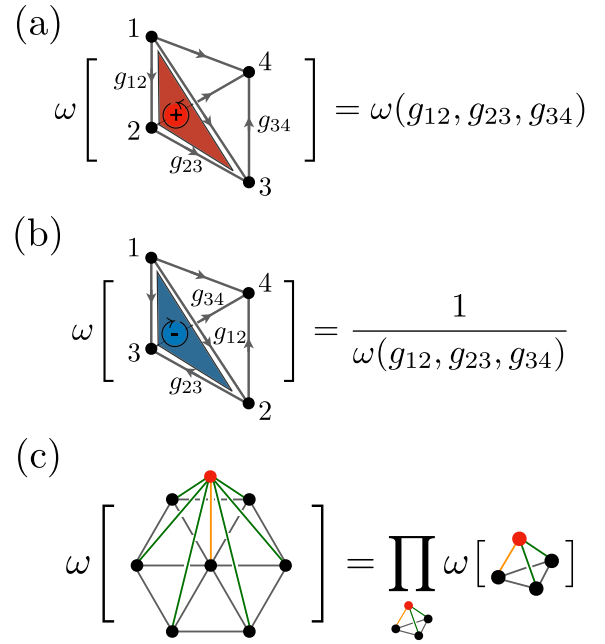 (a)
1
4
g₁₂
ω[ + ] = ω(g₁₂, g₂₃, g₃₄)
g₃₄
2
g₂₃
3
(b)
1
4
g₃₄
ω[ - ] = 1 / ω(g₁₂, g₂₃, g₃₄)
g₁₂
3
g₂₃
2
(c)
ω[ ] = ∏ ω[ ]